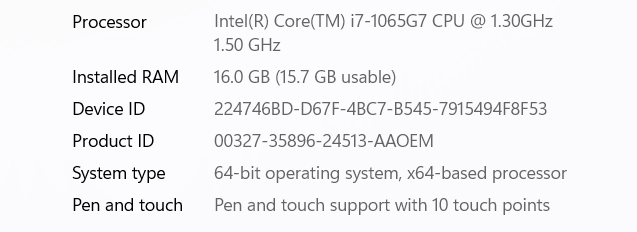 Processor Intel(R) Core(TM) i7-1065G7 CPU @ 1.30GHz
1.50 GHz
Installed RAM 16.0 GB (15.7 GB usable)
Device ID 224746BD-D67F-4BC7-B545-7915494F8F53
Product ID 00327-35896-24513-AAOEM
System type 64-bit operating system, x64-based processor
Pen and touch Pen and touch support with 10 touch points